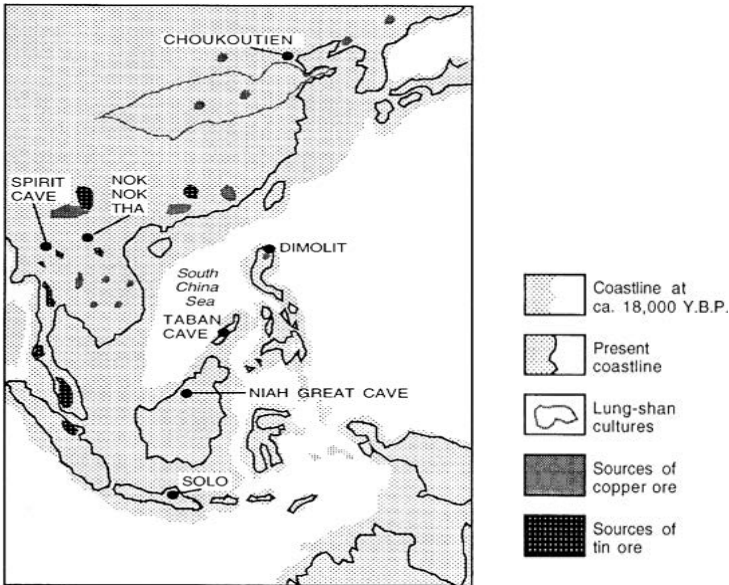 CHOUKOUTIEN
SPIRIT
CAVE
NOK
NOK
THA
DIMOLIT
South
China
Sea
TABAN
CAVE
NIAH GREAT CAVE
SOLO
Coastline at
ca. 18,000 Y.B.P.
Present
coastline
Lung-shan
cultures
Sources of
copper ore
Sources of
tin ore